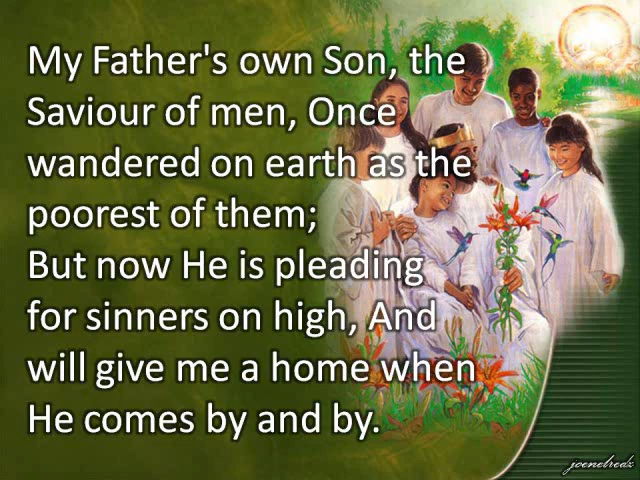 My Father's own Son, the
Saviour of men, Once
wandered on earth as the
poorest of them;
But now He is pleading
for sinners on high, And
will give me a home when
He comes by and by.
joenelredz